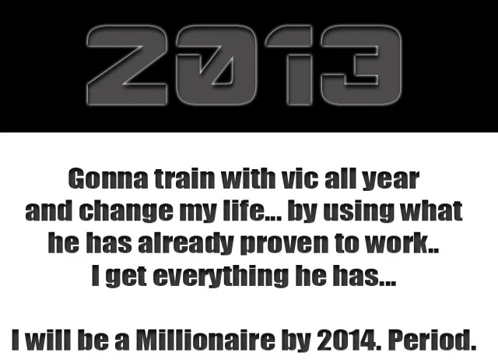 2013
Gonna train with vic all year
and change my life... by using what
he has already proven to work..
I get everything he has...
I will be a Millionaire by 2014. Period.